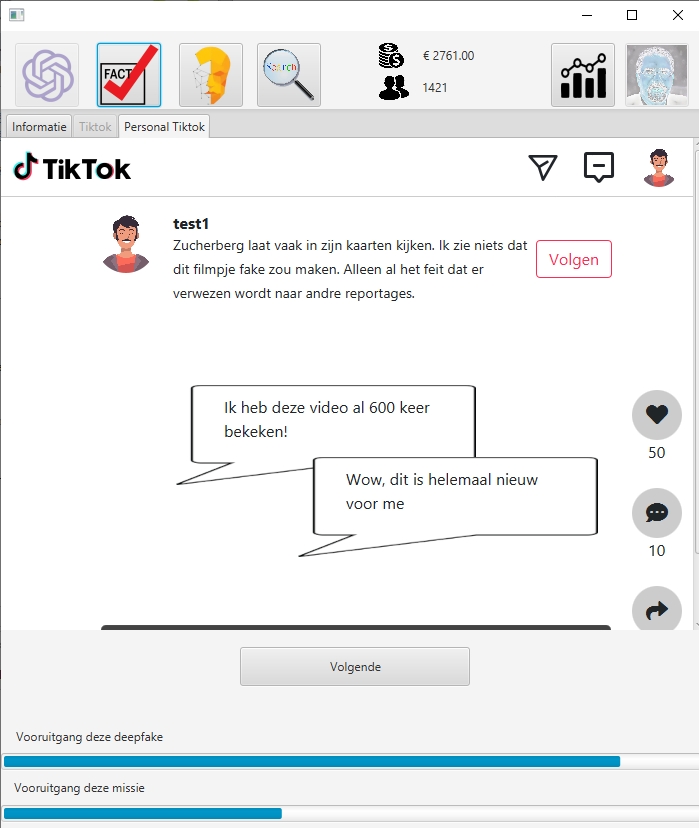 FACT
Search
€ 2761.00
1421
Informatie
Tiktok
Personal Tiktok
TikTok
test1
Zucherberg laat vaak in zijn kaarten kijken. Ik zie niets dat
dit filmpje fake zou maken. Alleen al het feit dat er
verwezen wordt naar andre reportages.
Volgen
Ik heb deze video al 600 keer
bekeken!
Wow, dit is helemaal nieuw
voor me
50
10
Volgende
Vooruitgang deze deepfake
Vooruitgang deze missie